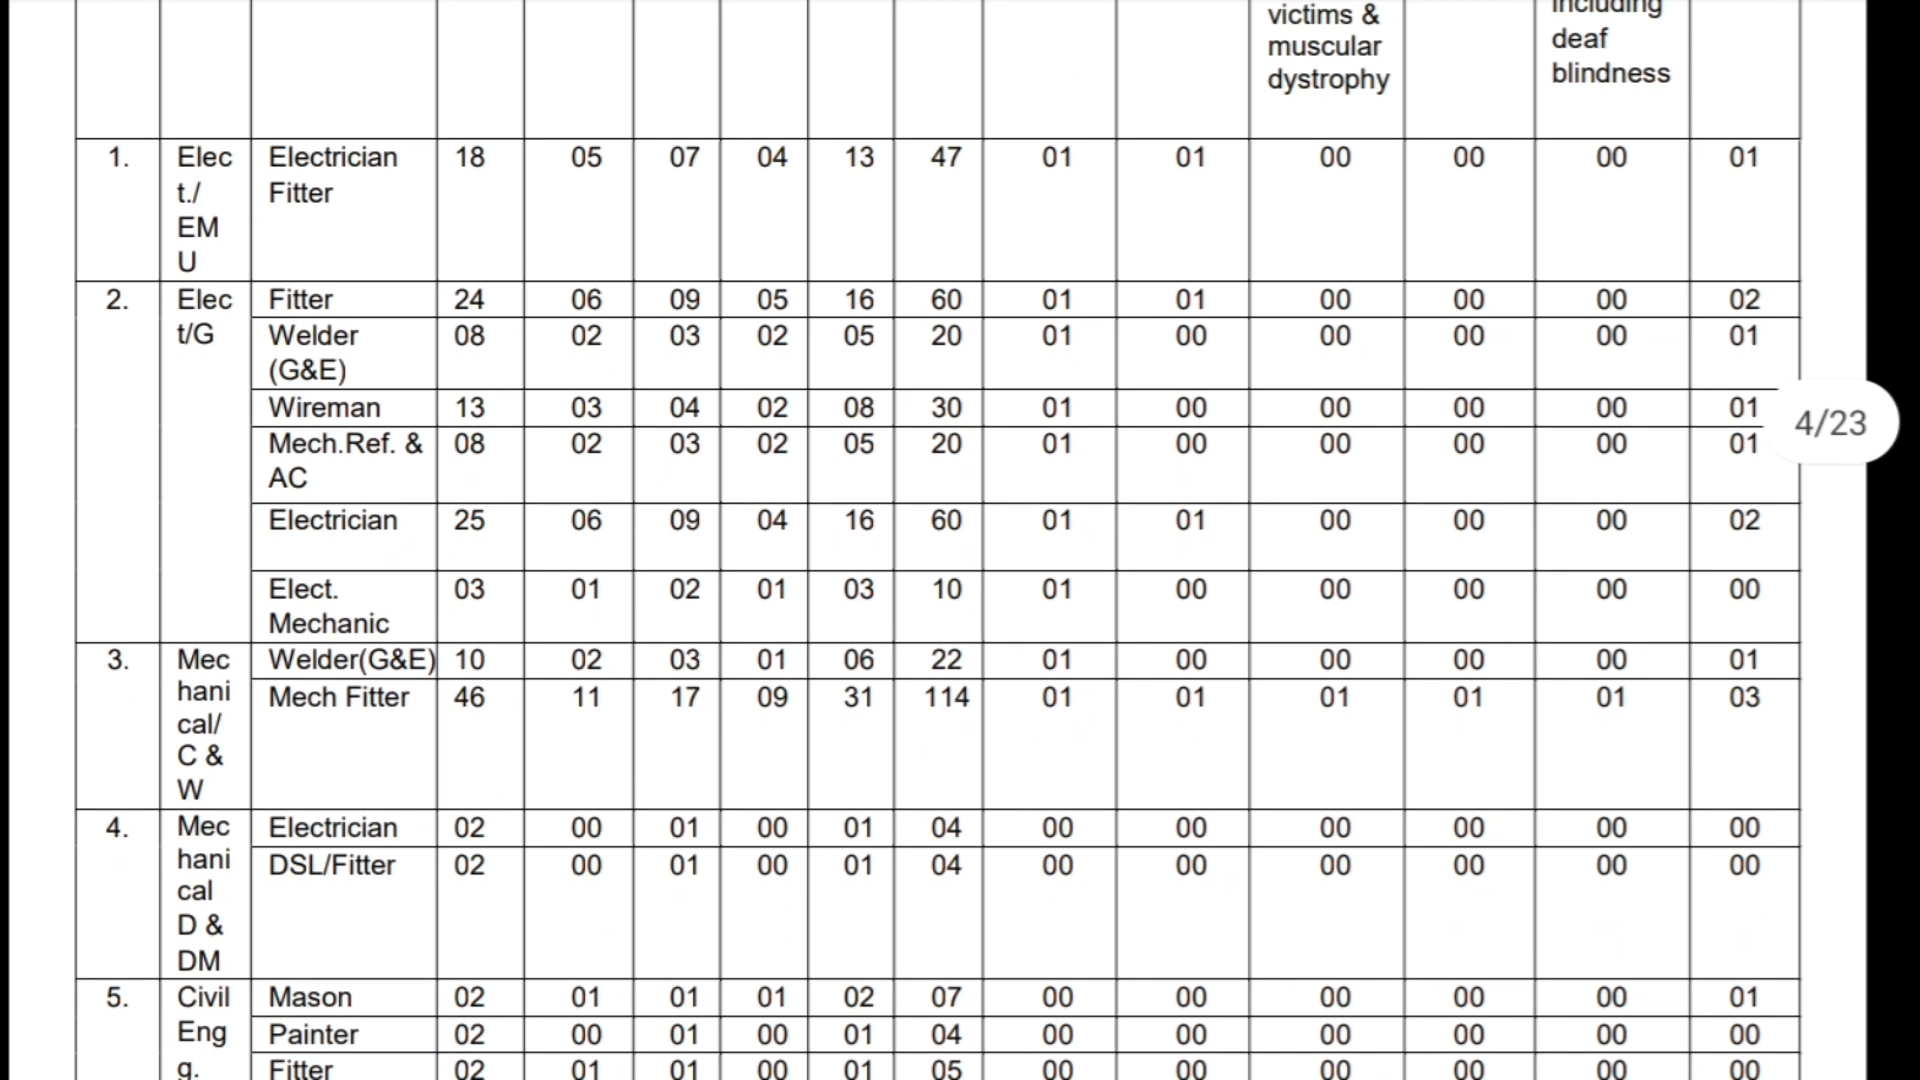 victims &
muscular
dystrophy
including
deaf
blindness
1. Elec Electrician 18 05 07 04 13 47 01 01 00 00 00 01
t./ Fitter
EM
U
2. Elec Fitter 24 06 09 05 16 60 01 01 00 00 00 02
t/G Welder 08 02 03 02 05 20 01 00 00 00 00 01
(G&E)
Wireman 13 03 04 02 08 30 01 00 00 00 00 01
4/23
Mech.Ref. & 08 02 03 02 05 20 01 00 00 00 00 01
AC
Electrician 25 06 09 04 16 60 01 01 00 00 00 02
Elect. 03 01 02 01 03 10 01 00 00 00 00 00
Mechanic
3. Mec Welder(G&E) 10 02 03 01 06 22 01 00 00 00 00 01
hani Mech Fitter 46 11 17 09 31 114 01 01 01 01 01 03
cal/
C &
W
4. Mec Electrician 02 00 01 00 01 04 00 00 00 00 00 00
hani DSL/Fitter 02 00 01 00 01 04 00 00 00 00 00 00
cal
D &
DM
5. Civil Mason 02 01 01 01 02 07 00 00 00 00 00 01
Eng Painter 02 00 01 00 01 04 00 00 00 00 00 00
g. Fitter 02 01 01 00 01 05 00 00 00 00 00 00